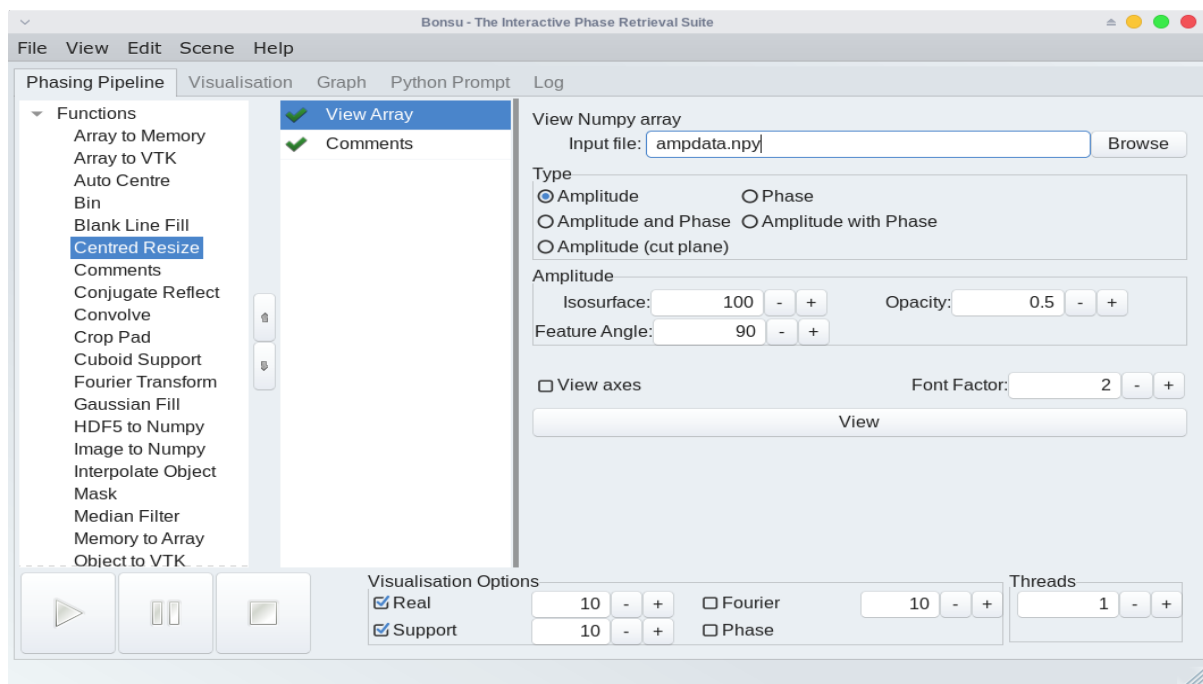 Bonsu - The Interactive Phase Retrieval Suite
File View Edit Scene Help
Phasing Pipeline Visualisation Graph Python Prompt Log
Functions
Array to Memory
Array to VTK
Auto Centre
Bin
Blank Line Fill
Centred Resize
Comments
Conjugate Reflect
Convolve
Crop Pad
Cuboid Support
Fourier Transform
Gaussian Fill
HDF5 to Numpy
Image to Numpy
Interpolate Object
Mask
Median Filter
Memory to Array
Object to VTK
View Array
Comments
View Numpy array
Input file: ampdata.npy Browse
Type
Amplitude Phase
Amplitude and Phase Amplitude with Phase
Amplitude (cut plane)
Amplitude
Isosurface: 100 - + Opacity: 0.5 - +
Feature Angle: 90 - +
View axes Font Factor: 2 - +
View
Visualisation Options
Real 10 - + Fourier 10 - +
Support 10 - + Phase
Threads
1 - +